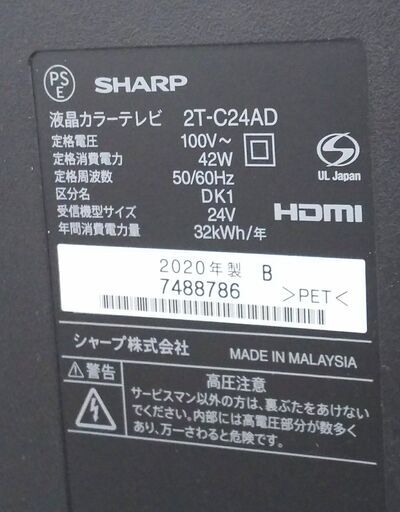 PS
E
SHARP
液晶カラーテレビ 2T-C24AD
定格電圧 100V～
定格消費電力 42W
定格周波数 50/60Hz
区分名 DK1
受信機型サイズ 24V
年間消費電力量 32kWh/年
UL Japan
HDMI
2020年製 B
7488786 >PET<
シャープ株式会社 MADE IN MALAYSIA
⚠警告
高圧注意
サービスマン以外の方は、裏ぶたをあけない
でください。内部には高電圧部分が数多く
あり、万一さわると危険です。